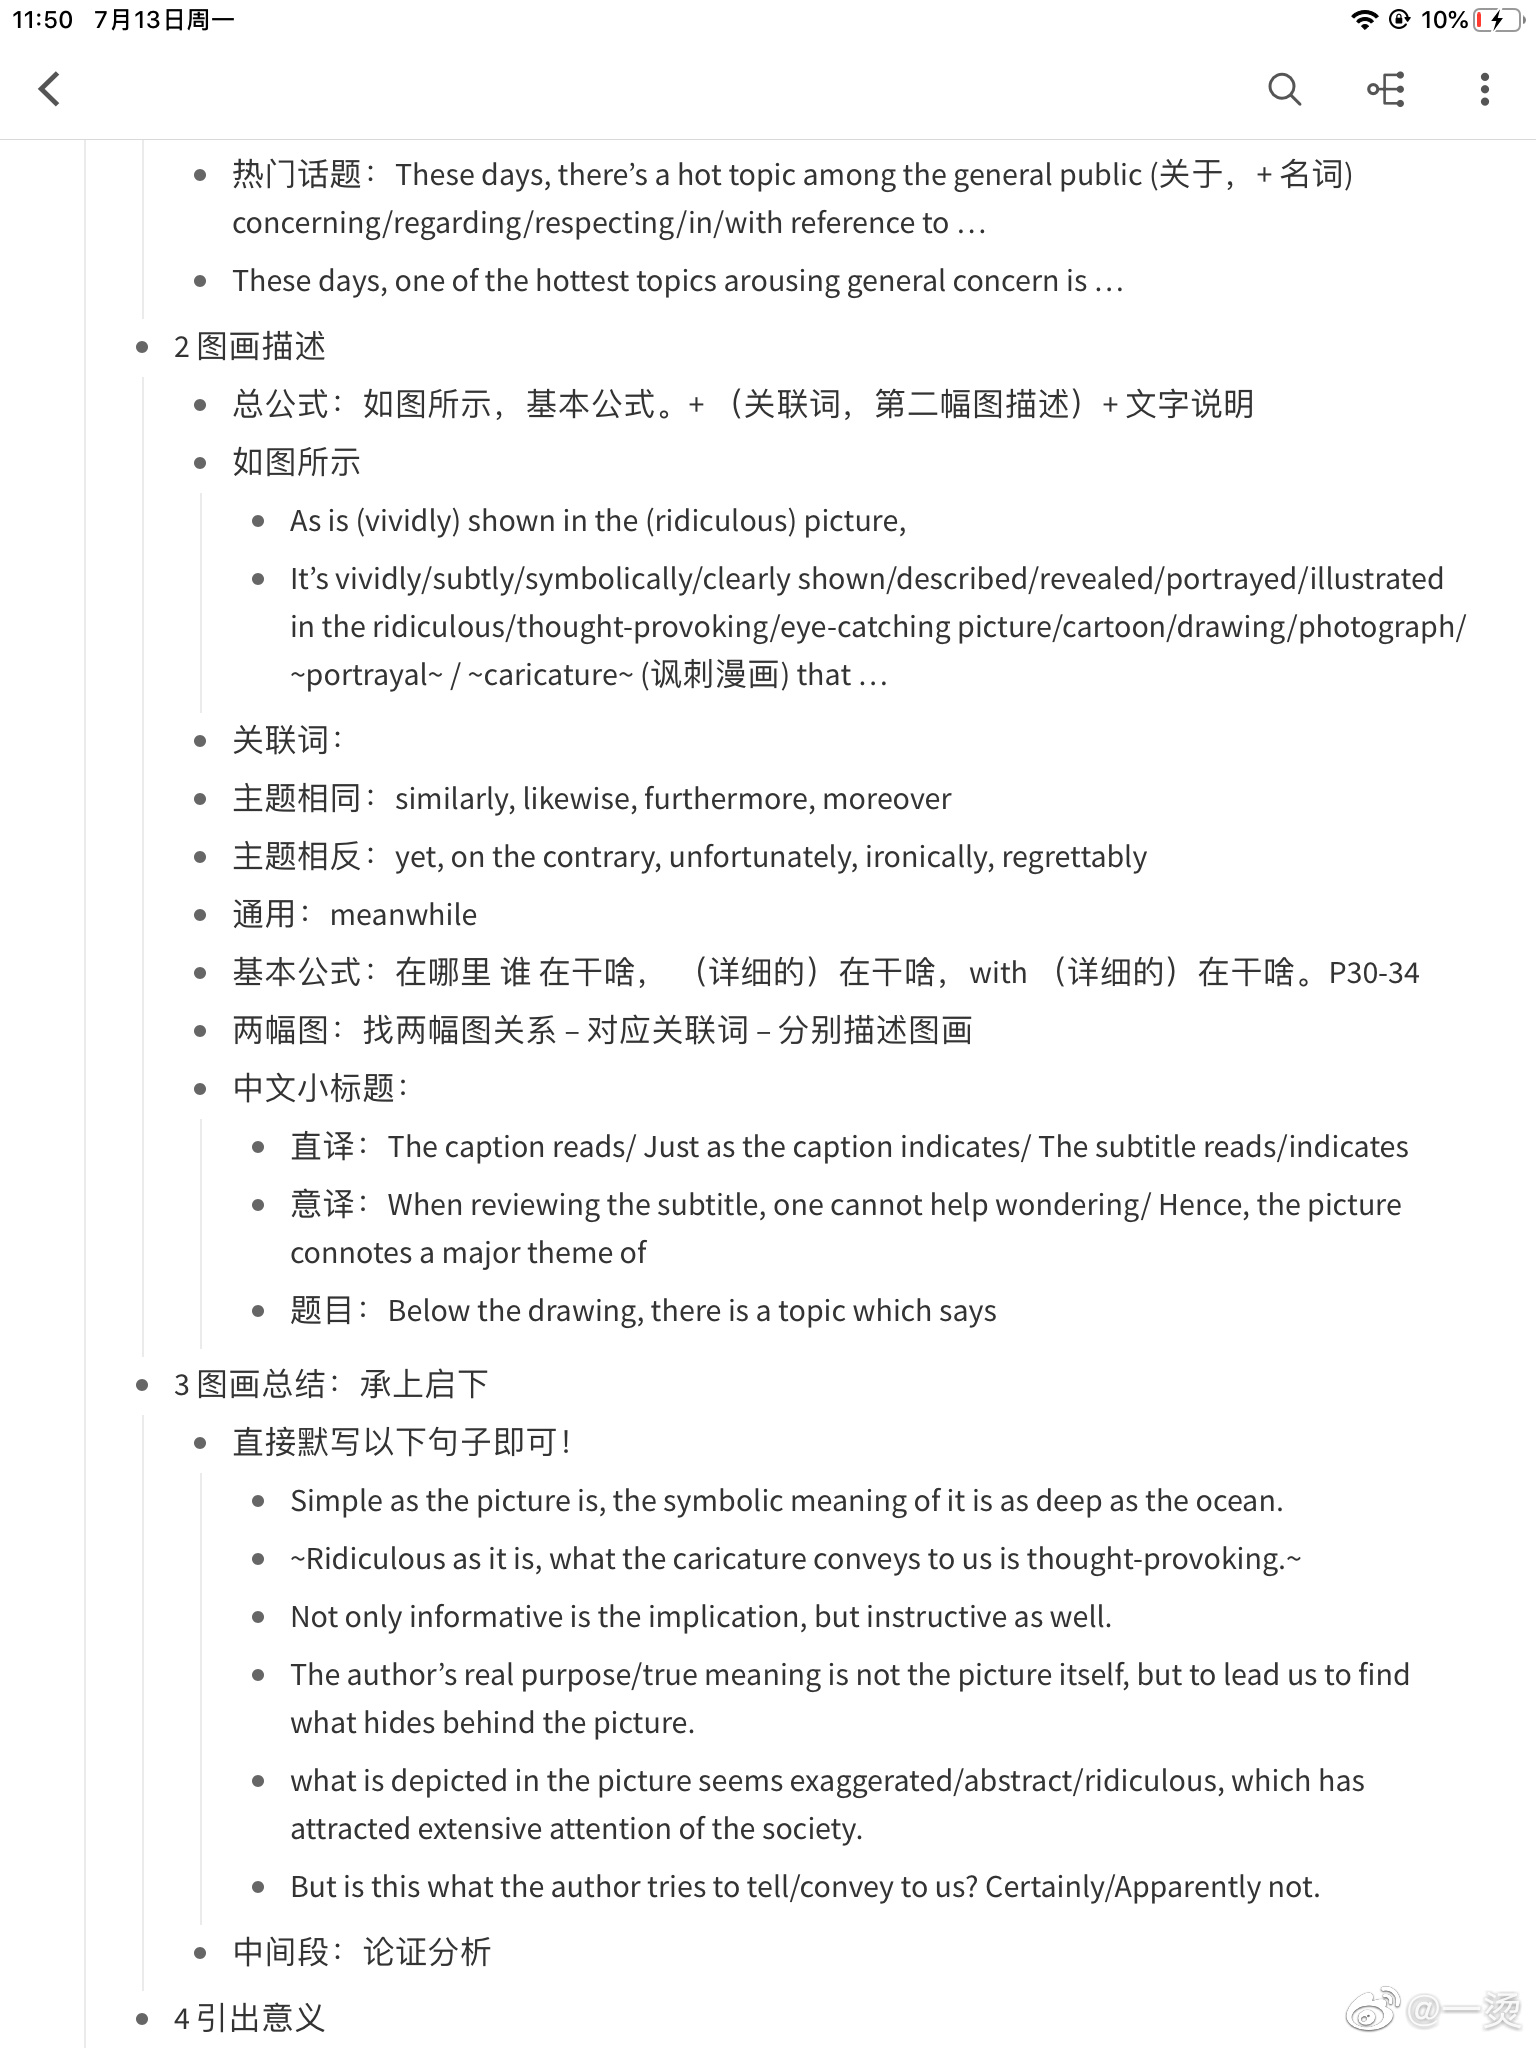 11:50 7月13日周一 10%
热门话题： These days, there’s a hot topic among the general public (关于，+ 名词)
concerning/regarding/respecting/in/with reference to …
These days, one of the hottest topics arousing general concern is …
2 图画描述
总公式：如图所示，基本公式。+ （关联词，第二幅图描述）+ 文字说明
如图所示
As is (vividly) shown in the (ridiculous) picture,
It’s vividly/subtly/symbolically/clearly shown/described/revealed/portrayed/illustrated
in the ridiculous/thought-provoking/eye-catching picture/cartoon/drawing/photograph/
~portrayal~ / ~caricature~ (讽刺漫画) that …
关联词：
主题相同： similarly, likewise, furthermore, moreover
主题相反： yet, on the contrary, unfortunately, ironically, regrettably
通用： meanwhile
基本公式：在哪里 谁 在干啥， （详细的）在干啥，with （详细的）在干啥。P30-34
两幅图：找两幅图关系 – 对应关联词 – 分别描述图画
中文小标题：
直译： The caption reads/ Just as the caption indicates/ The subtitle reads/indicates
意译： When reviewing the subtitle, one cannot help wondering/ Hence, the picture
connotes a major theme of
题目： Below the drawing, there is a topic which says
3 图画总结：承上启下
直接默写以下句子即可！
Simple as the picture is, the symbolic meaning of it is as deep as the ocean.
~Ridiculous as it is, what the caricature conveys to us is thought-provoking.~
Not only informative is the implication, but instructive as well.
The author’s real purpose/true meaning is not the picture itself, but to lead us to find
what hides behind the picture.
what is depicted in the picture seems exaggerated/abstract/ridiculous, which has
attracted extensive attention of the society.
But is this what the author tries to tell/convey to us? Certainly/Apparently not.
中间段：论证分析
4 引出意义
@一烫